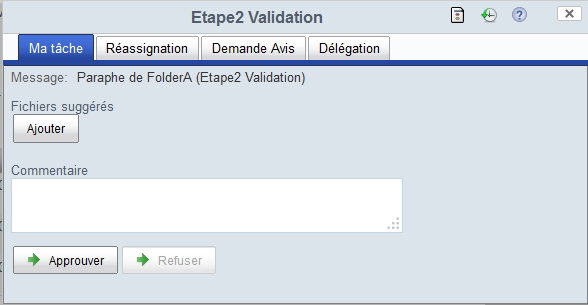 Etape2 Validation
Ma tâche Réassignation Demande Avis Délégation
Message: Paraphe de FolderA (Etape2 Validation)
Fichiers suggérés
Ajouter
Commentaire
Approuver Refuser